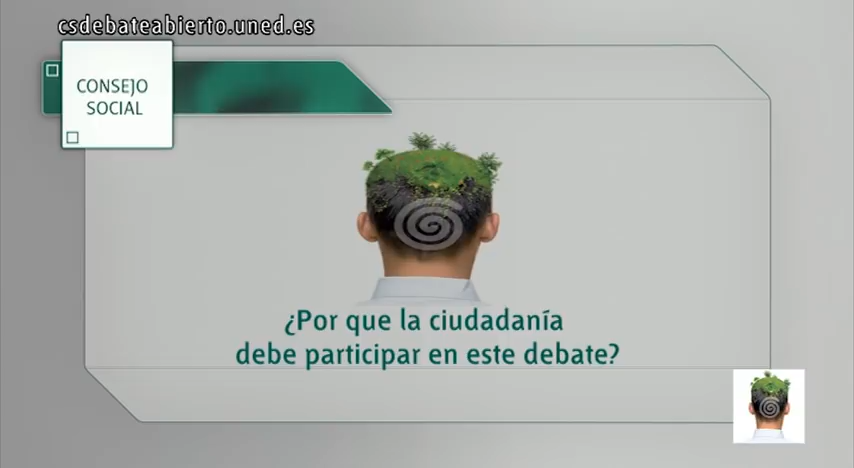 csdebateabierto.uned.es
CONSEJO
SOCIAL
¿Por que la ciudadanía
debe participar en este debate?